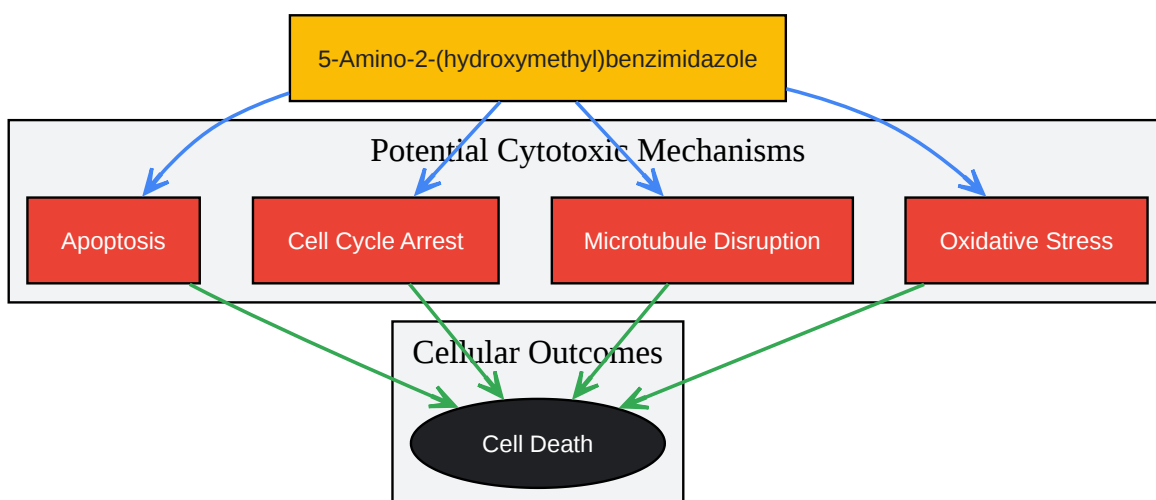 5-Amino-2-(hydroxymethyl)benzimidazole
Potential Cytotoxic Mechanisms
Apoptosis
Cell Cycle Arrest
Microtubule Disruption
Oxidative Stress
Cellular Outcomes
Cell Death